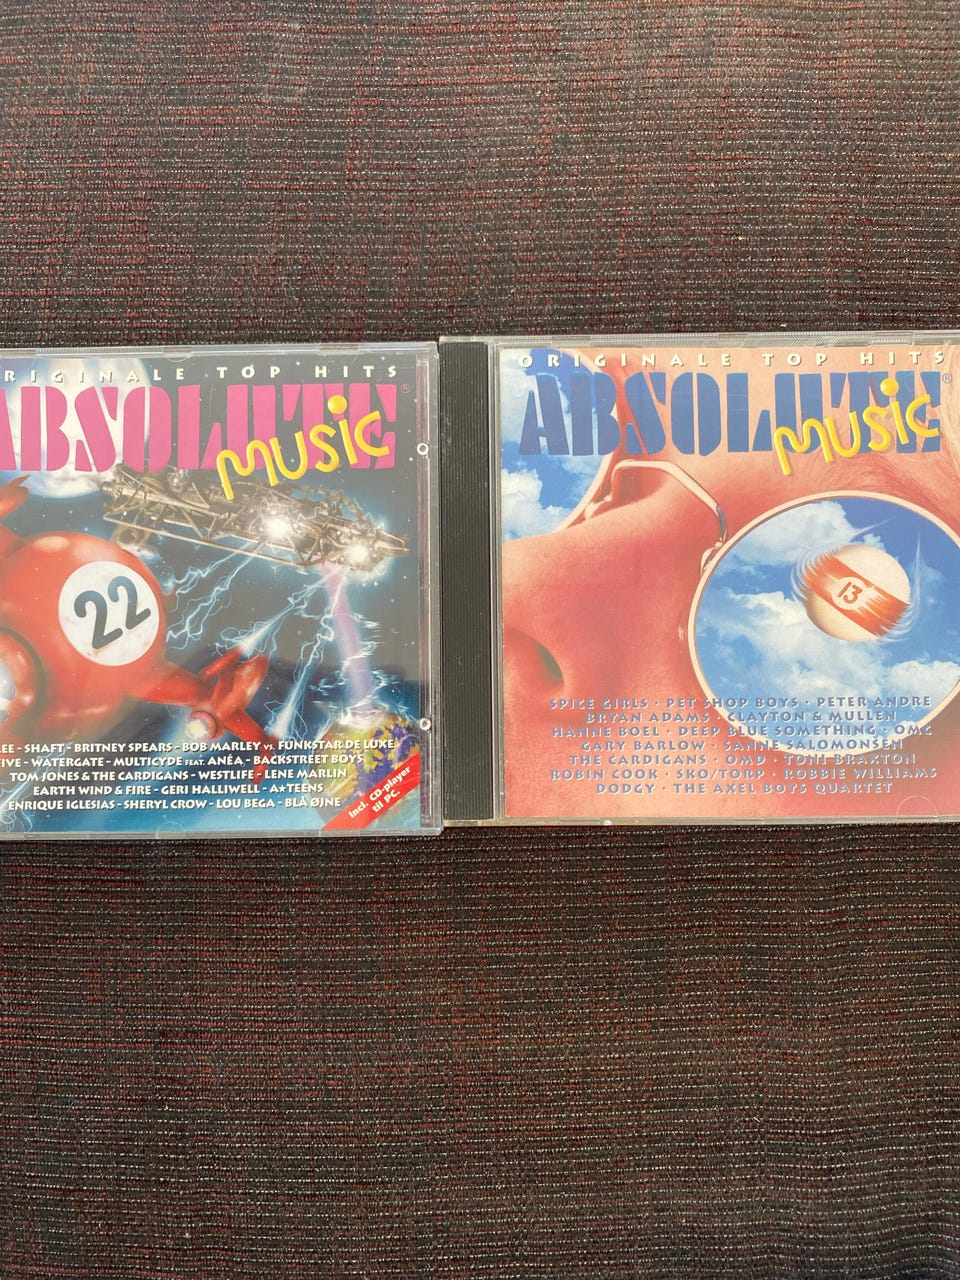 RIGINALE TOP HITS
ABSOLUTE®
music
22
LEE - SHAFT - BRITNEY SPEARS - BOB MARLEY vs. FUNKSTAR DE LUXE
FIVE - WATERGATE - MULTICYDE FEAT. ANÉA - BACKSTREET BOYS
TOM JONES & THE CARDIGANS - WESTLIFE - LENE MARLIN
EARTH WIND & FIRE - GERI HALLIWELL - A★TEENS
ENRIQUE IGLESIAS - SHERYL CROW - LOU BEGA - BLÅ ØJNE
Incl. CD-player
til PC.
ORIGINALE TOP HITS
ABSOLUTE®
music
13
SPICE GIRLS · PET SHOP BOYS · PETER ANDRE
BRYAN ADAMS · CLAYTON & MULLEN
HANNE BOEL · DEEP BLUE SOMETHING · OMC
GARY BARLOW · SANNE SALOMONSEN
THE CARDIGANS · OMD · TONI BRAXTON
ROBIN COOK · SKO/TORP · ROBBIE WILLIAMS
DODGY · THE AXEL BOYS QUARTET